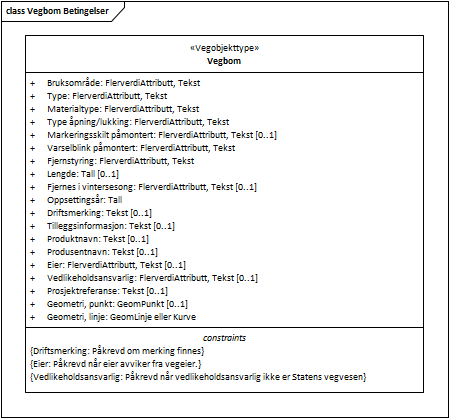 class Vegbom Betingelser
«Vegobjekttype»
Vegbom
+ Bruksområde: FlerverdiAttributt, Tekst
+ Type: FlerverdiAttributt, Tekst
+ Materialtype: FlerverdiAttributt, Tekst
+ Type åpning/lukking: FlerverdiAttributt, Tekst
+ Markeringsskilt påmontert: FlerverdiAttributt, Tekst [0..1]
+ Varselblink påmontert: FlerverdiAttributt, Tekst
+ Fjernstyring: FlerverdiAttributt, Tekst
+ Lengde: Tall [0..1]
+ Fjernes i vintersesong: FlerverdiAttributt, Tekst [0..1]
+ Oppsettingsår: Tall
+ Driftsmerking: Tekst [0..1]
+ Tilleggsinformasjon: Tekst [0..1]
+ Produktnavn: Tekst [0..1]
+ Produsentnavn: Tekst [0..1]
+ Eier: FlerverdiAttributt, Tekst [0..1]
+ Vedlikeholdsansvarlig: FlerverdiAttributt, Tekst [0..1]
+ Prosjektreferanse: Tekst [0..1]
+ Geometri, punkt: GeomPunkt [0..1]
+ Geometri, linje: GeomLinje eller Kurve
constraints
{Driftsmerking: Påkrevd om merking finnes}
{Eier: Påkrevd når eier avviker fra vegeier.}
{Vedlikeholdsansvarlig: Påkrevd når vedlikeholdsansvarlig ikke er Statens vegvesen}